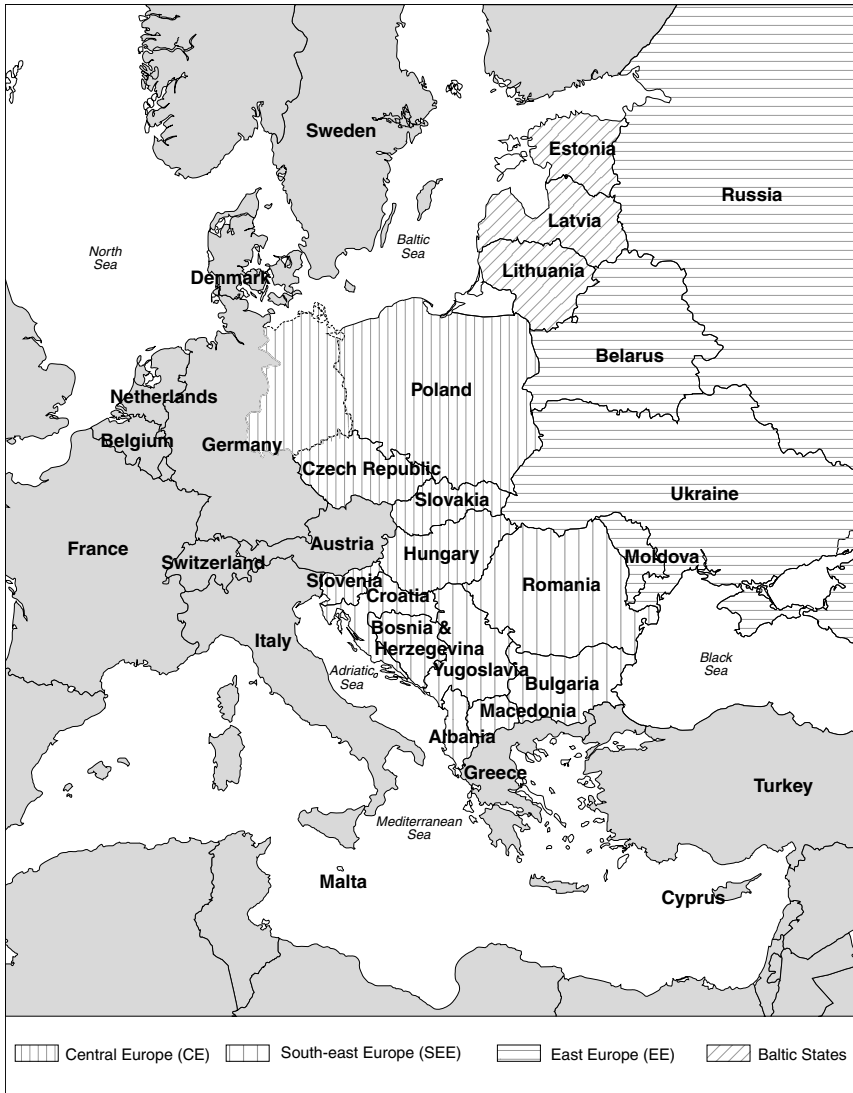 Sweden
Estonia
Russia
Latvia
North
Sea
Baltic
Sea
Lithuania
Denmark
Belarus
Poland
Netherlands
Belgium
Germany
Czech Republic
Slovakia
Ukraine
France
Austria
Hungary
Moldova
Switzerland
Slovenia
Romania
Croatia
Bosnia &
Herzegevina
Italy
Yugoslavia
Adriatic
Sea
Black
Sea
Bulgaria
Macedonia
Albania
Greece
Turkey
Mediterranean
Sea
Malta
Cyprus
Central Europe (CE)
South-east Europe (SEE)
East Europe (EE)
Baltic States